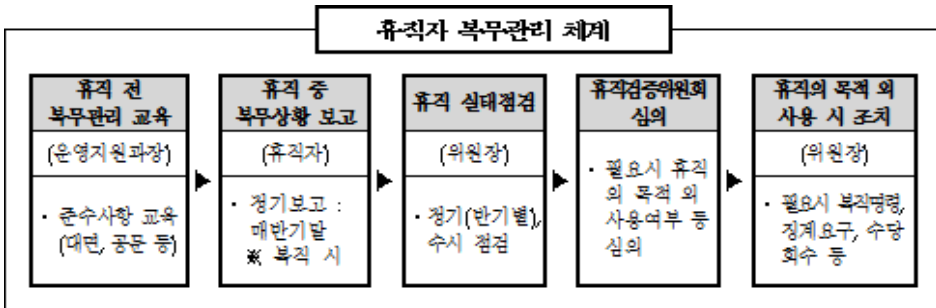 휴직자 복무관리 체계
휴직 전
복무관리 교육
(운영지원과장)
· 준수사항 교육
(대면, 공문 등)
휴직 중
복무상황 보고
(휴직자)
· 정기보고 :
매반기말
※ 복직 시
휴직 실태점검
(위원장)
· 정기(반기별),
수시 점검
휴직검증위원회
심의
· 필요시 휴직
의 목적 외
사용여부 등
심의
휴직의 목적 외
사용 시 조치
(위원장)
· 필요시 복직명령,
징계요구, 수당
회수 등